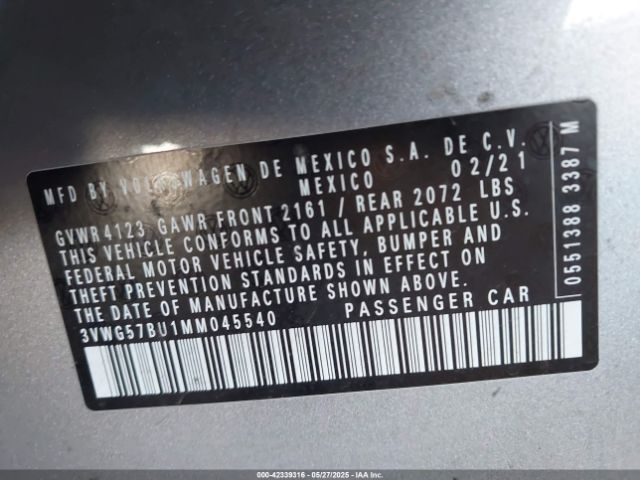 MFD BY VOLKSWAGEN DE MEXICO S.A. DE C.V.
MEXICO 02/21
GVWR 4123 GAWR FRONT 2161 / REAR 2072 LBS
THIS VEHICLE CONFORMS TO ALL APPLICABLE U.S.
FEDERAL MOTOR VEHICLE SAFETY, BUMPER AND
THEFT PREVENTION STANDARDS IN EFFECT ON
THE DATE OF MANUFACTURE SHOWN ABOVE.
3VWG57BU1MM045540 PASSENGER CAR
0551388 3387 M
000-42339316 - 05/27/2025 - IAA Inc.